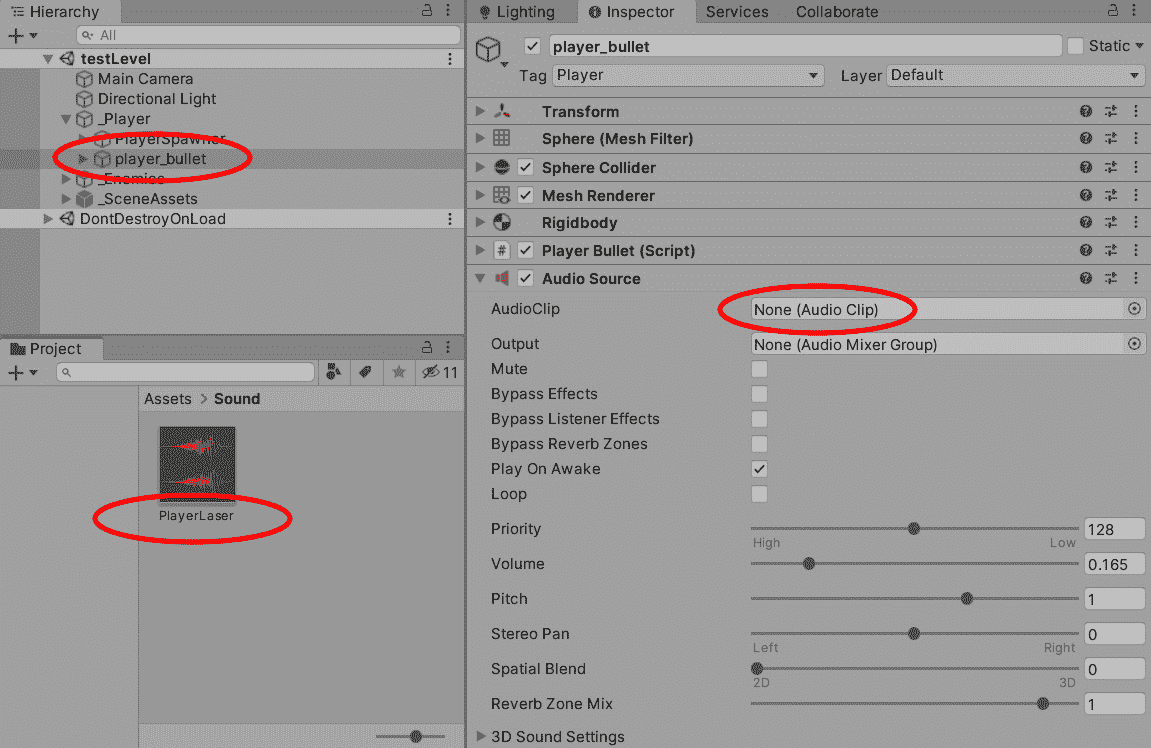 Hierarchy
All
testLevel
Main Camera
Directional Light
_Player
PlayerSpawner
player_bullet
_Enemies
_SceneAssets
DontDestroyOnLoad
Project
11
Assets > Sound
PlayerLaser
Lighting
Inspector
Services
Collaborate
player_bullet
Static
Tag Player
Layer Default
Transform
Sphere (Mesh Filter)
Sphere Collider
Mesh Renderer
Rigidbody
# Player Bullet (Script)
Audio Source
AudioClip None (Audio Clip)
Output None (Audio Mixer Group)
Mute
Bypass Effects
Bypass Listener Effects
Bypass Reverb Zones
Play On Awake
Loop
Priority 128
High Low
Volume 0.165
Pitch 1
Stereo Pan 0
Left Right
Spatial Blend 0
2D 3D
Reverb Zone Mix 1
3D Sound Settings